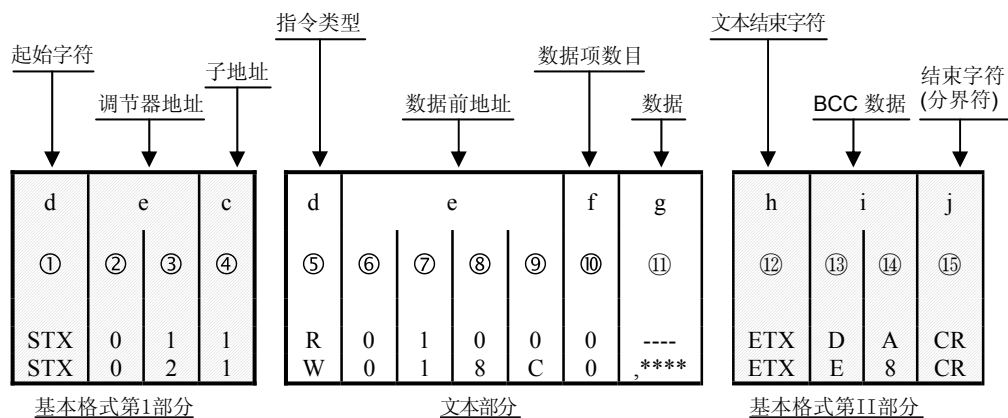 指令类型
文本结束字符
起始字符
子地址
数据项数目
结束字符
(分界符)
调节器地址
数据前地址
数据
BCC 数据
d e c d e f g h i j
① ② ③ ④ ⑤ ⑥ ⑦ ⑧ ⑨ ⑩ ⑪ ⑫ ⑬ ⑭ ⑮
STX 0 1 1 R 0 1 0 0 0 ---- ETX D A CR
STX 0 2 1 W 0 1 8 C 0 ,**** ETX E 8 CR
基本格式第1部分 文本部分 基本格式第II部分